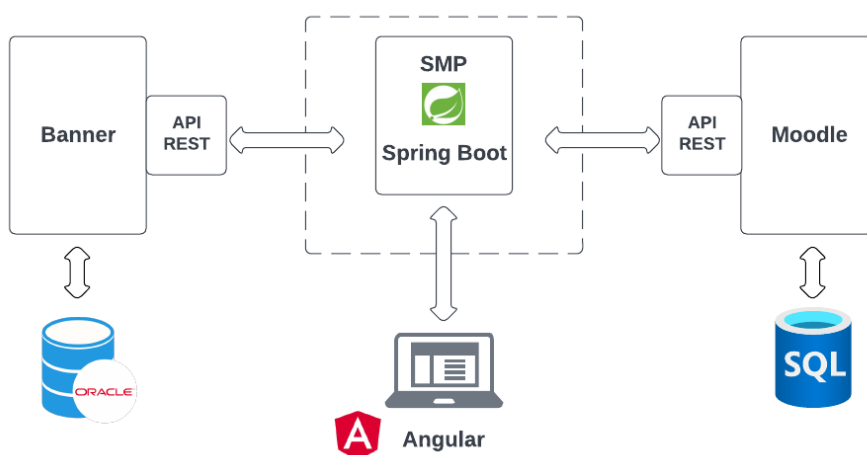 Banner
API
REST
SMP
Spring Boot
API
REST
Moodle
ORACLE
A
Angular
SQL